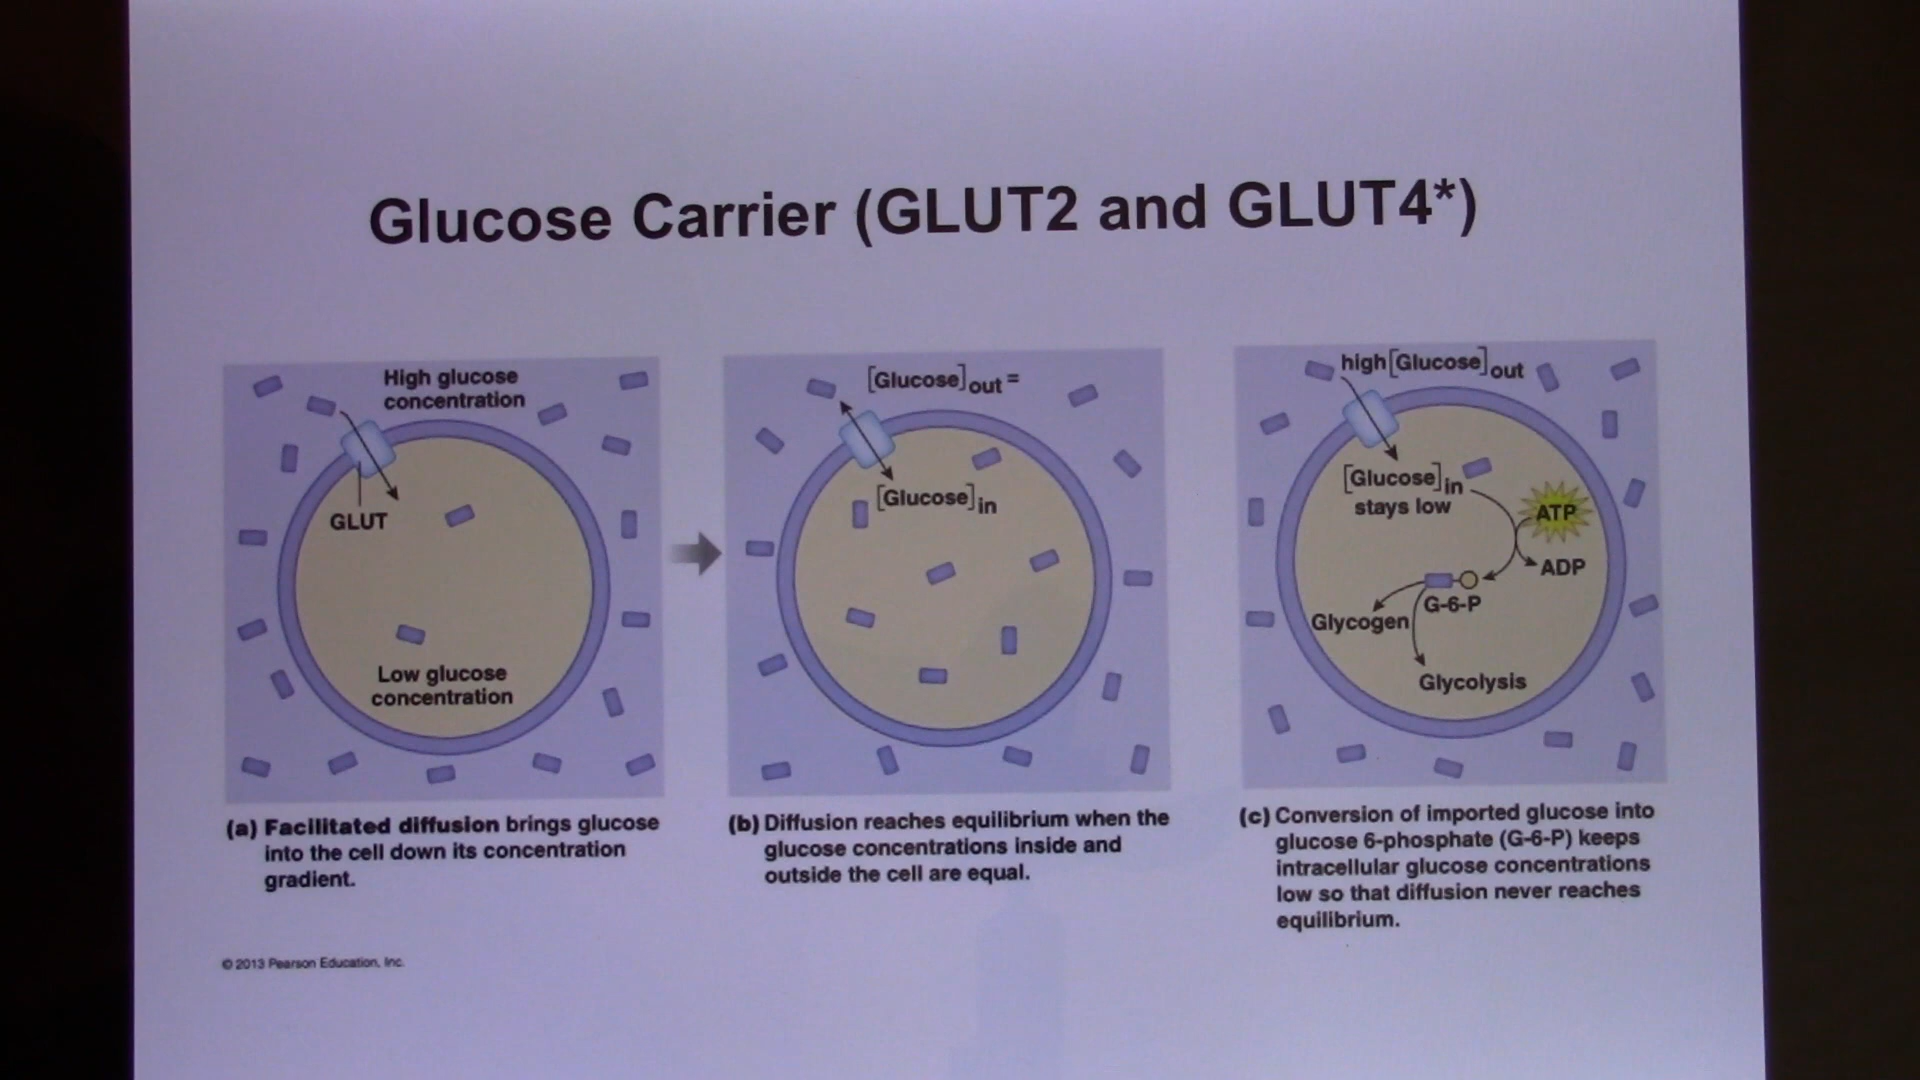 Glucose Carrier (GLUT2 and GLUT4*)
High glucose
concentration
GLUT
Low glucose
concentration
[Glucose]out =
[Glucose]in
high [Glucose]out
[Glucose]in
stays low
ATP
ADP
G-6-P
Glycogen
Glycolysis
(a) Facilitated diffusion brings glucose
into the cell down its concentration
gradient.
(b) Diffusion reaches equilibrium when the
glucose concentrations inside and
outside the cell are equal.
(c) Conversion of imported glucose into
glucose 6-phosphate (G-6-P) keeps
intracellular glucose concentrations
low so that diffusion never reaches
equilibrium.
© 2013 Pearson Education, Inc.